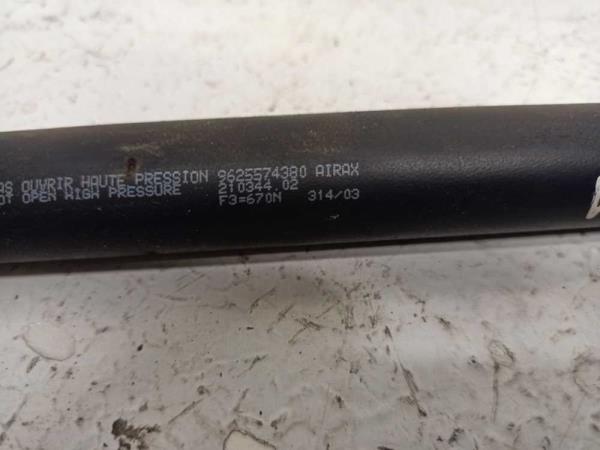 AS OUVRIR HAUTE PRESSION 9625574380 AIRAX
OT OPEN HIGH PRESSURE 210344.02
F3=670N 314/03